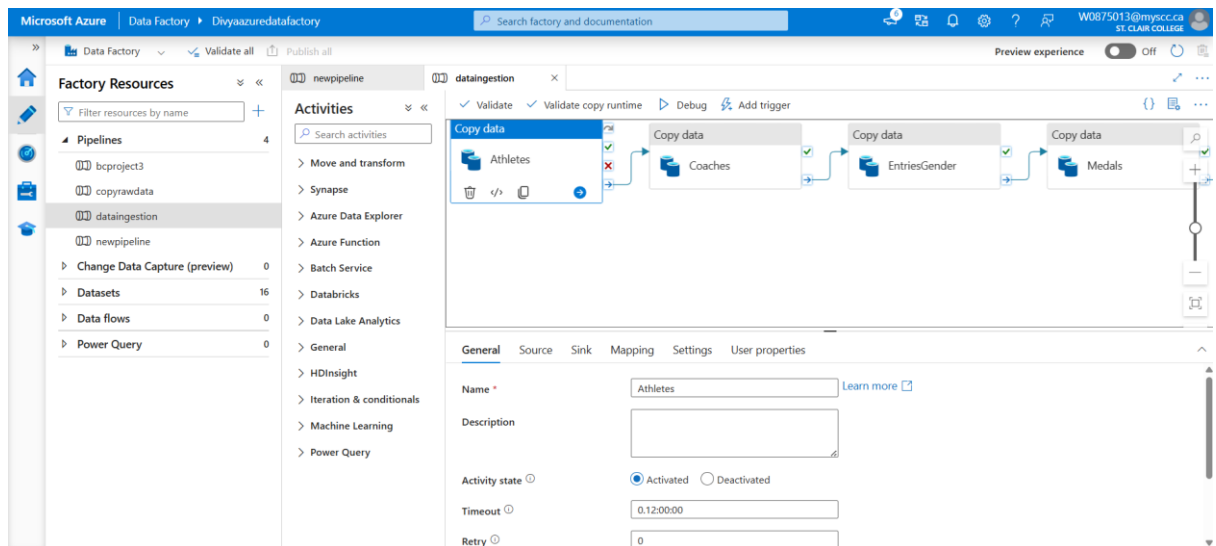 Microsoft Azure Data Factory Divyaazuredatafactory Search factory and documentation W0875013@myscc.ca
ST. CLAIR COLLEGE
Data Factory Validate all Publish all Preview experience Off
Factory Resources
Filter resources by name
Pipelines 4
bcproject3
copyrawdata
dataingestion
newpipeline
Change Data Capture (preview) 0
Datasets 16
Data flows 0
Power Query 0
newpipeline dataingestion
Activities
Search activities
Move and transform
Synapse
Azure Data Explorer
Azure Function
Batch Service
Databricks
Data Lake Analytics
General
HDInsight
Iteration & conditionals
Machine Learning
Power Query
Validate Validate copy runtime Debug Add trigger
Copy data
Athletes
Copy data
Coaches
Copy data
EntriesGender
Copy data
Medals
General Source Sink Mapping Settings User properties
Name * Athletes Learn more
Description
Activity state Activated Deactivated
Timeout 0.12:00:00
Retry 0